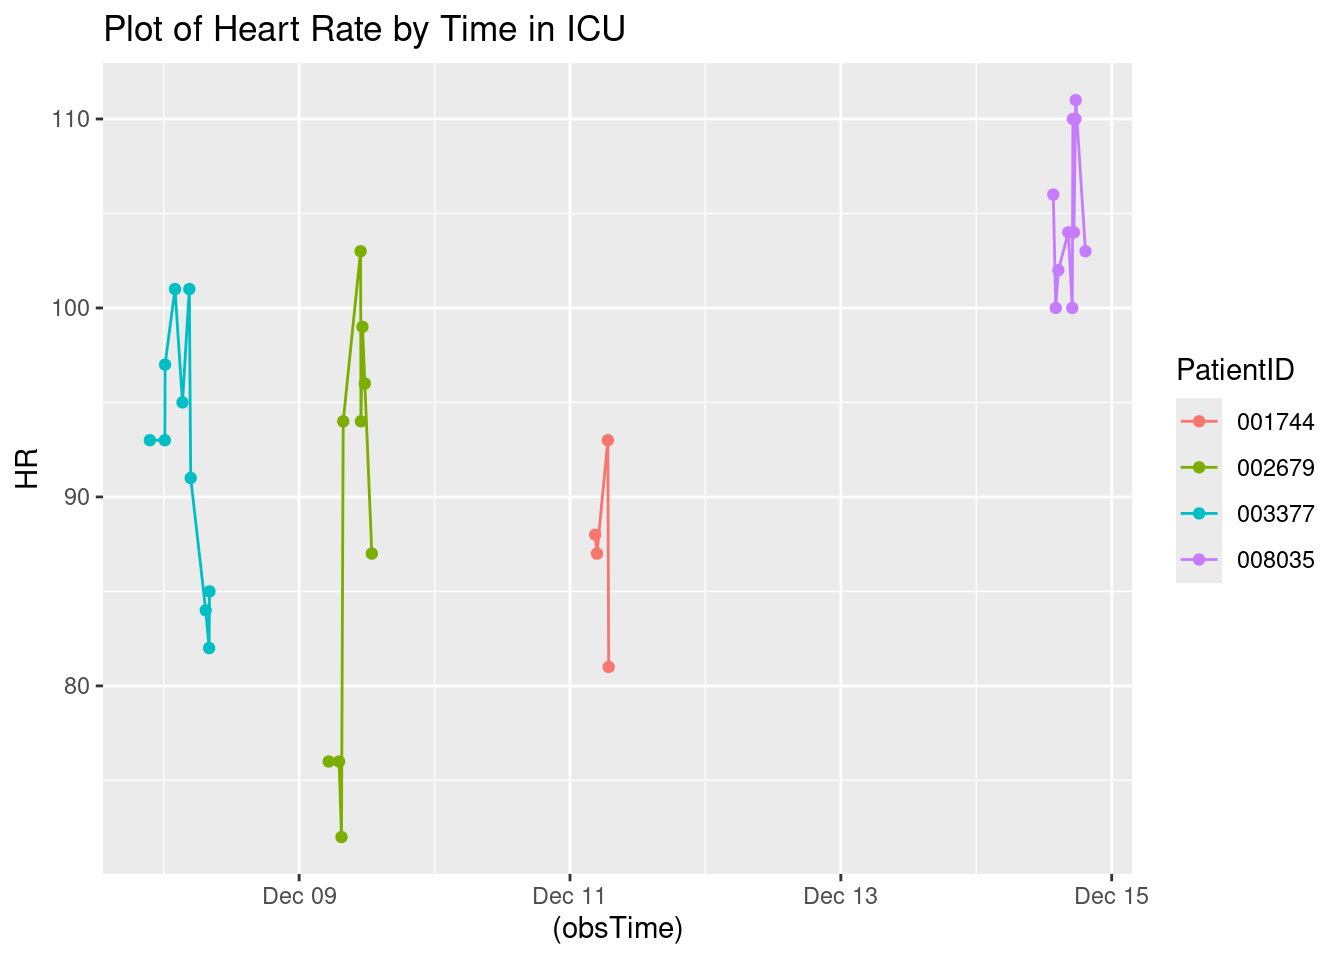 Plot of Heart Rate by Time in ICU
110
100
90
80
HR
Dec 09
Dec 11
Dec 13
Dec 15
(obsTime)
PatientID
001744
002679
003377
008035